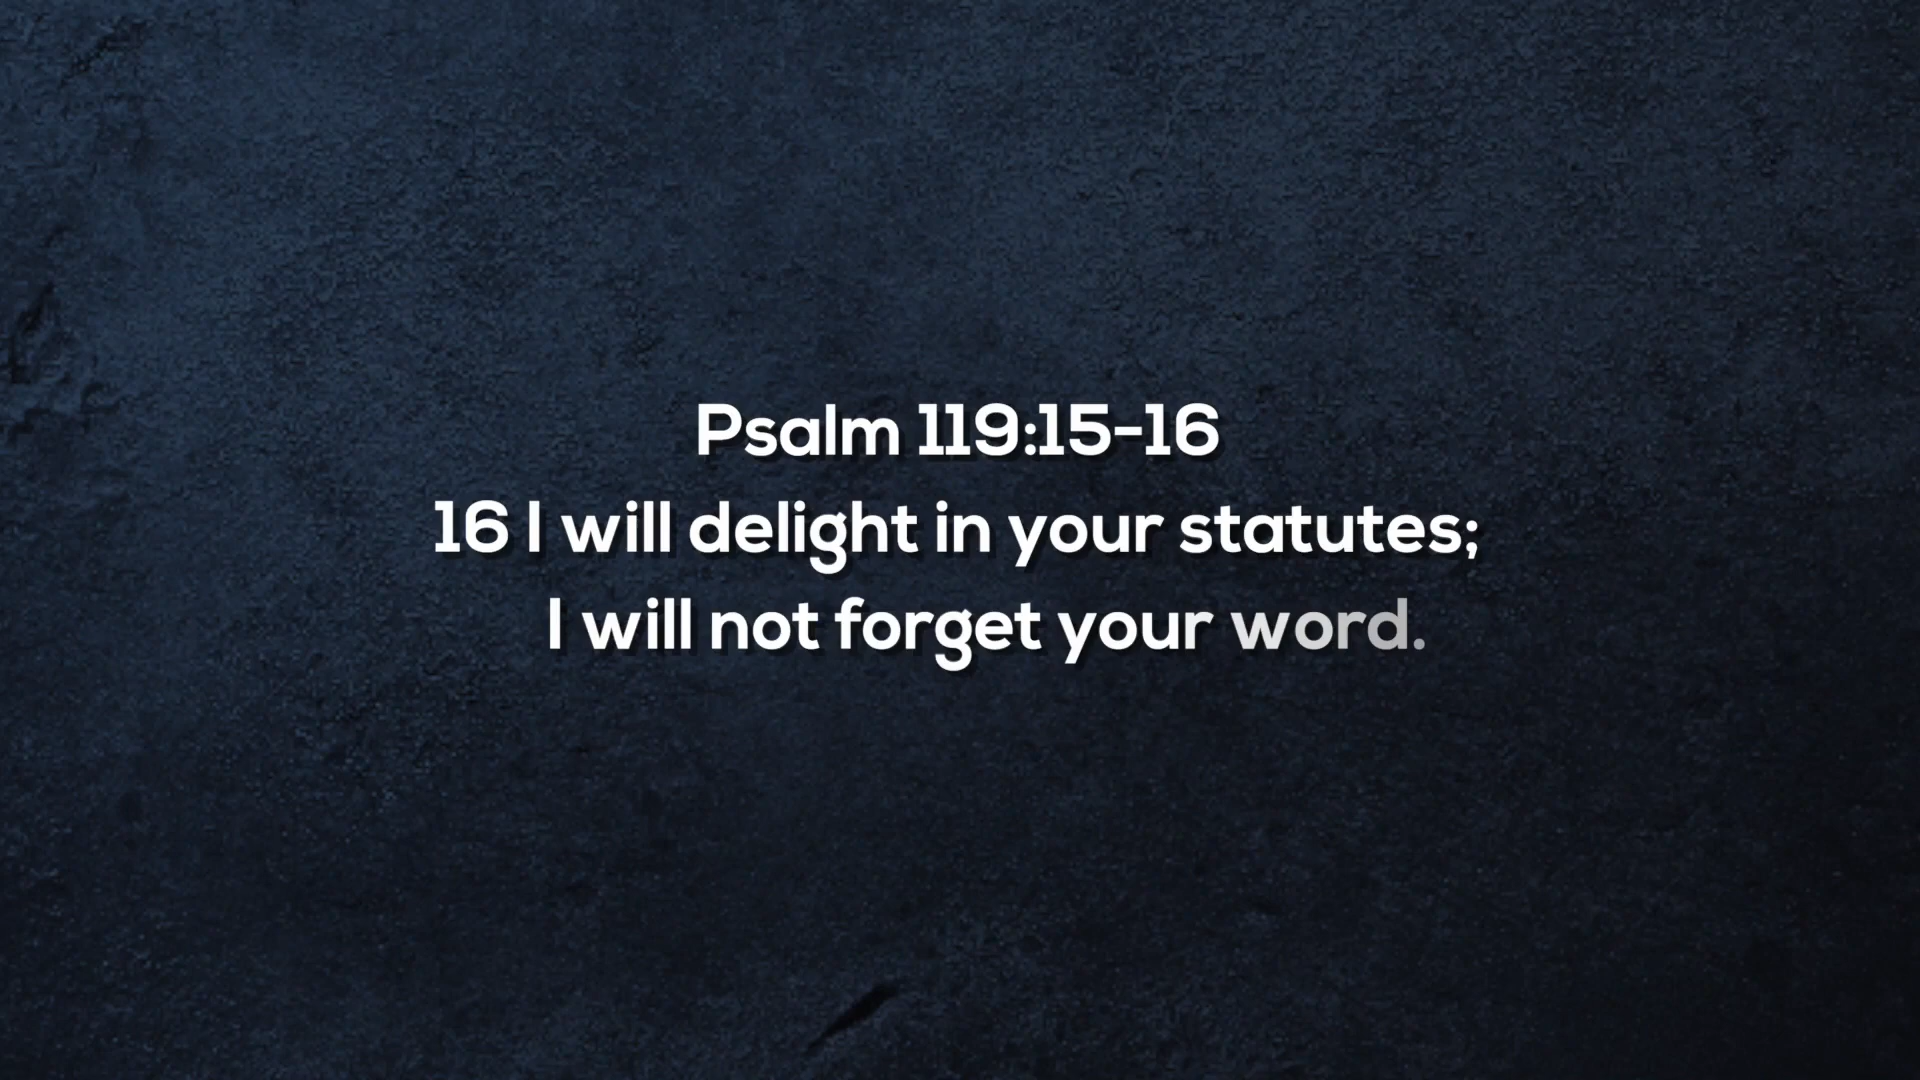 Psalm 119:15-16
16 I will delight in your statutes;
I will not forget your word.